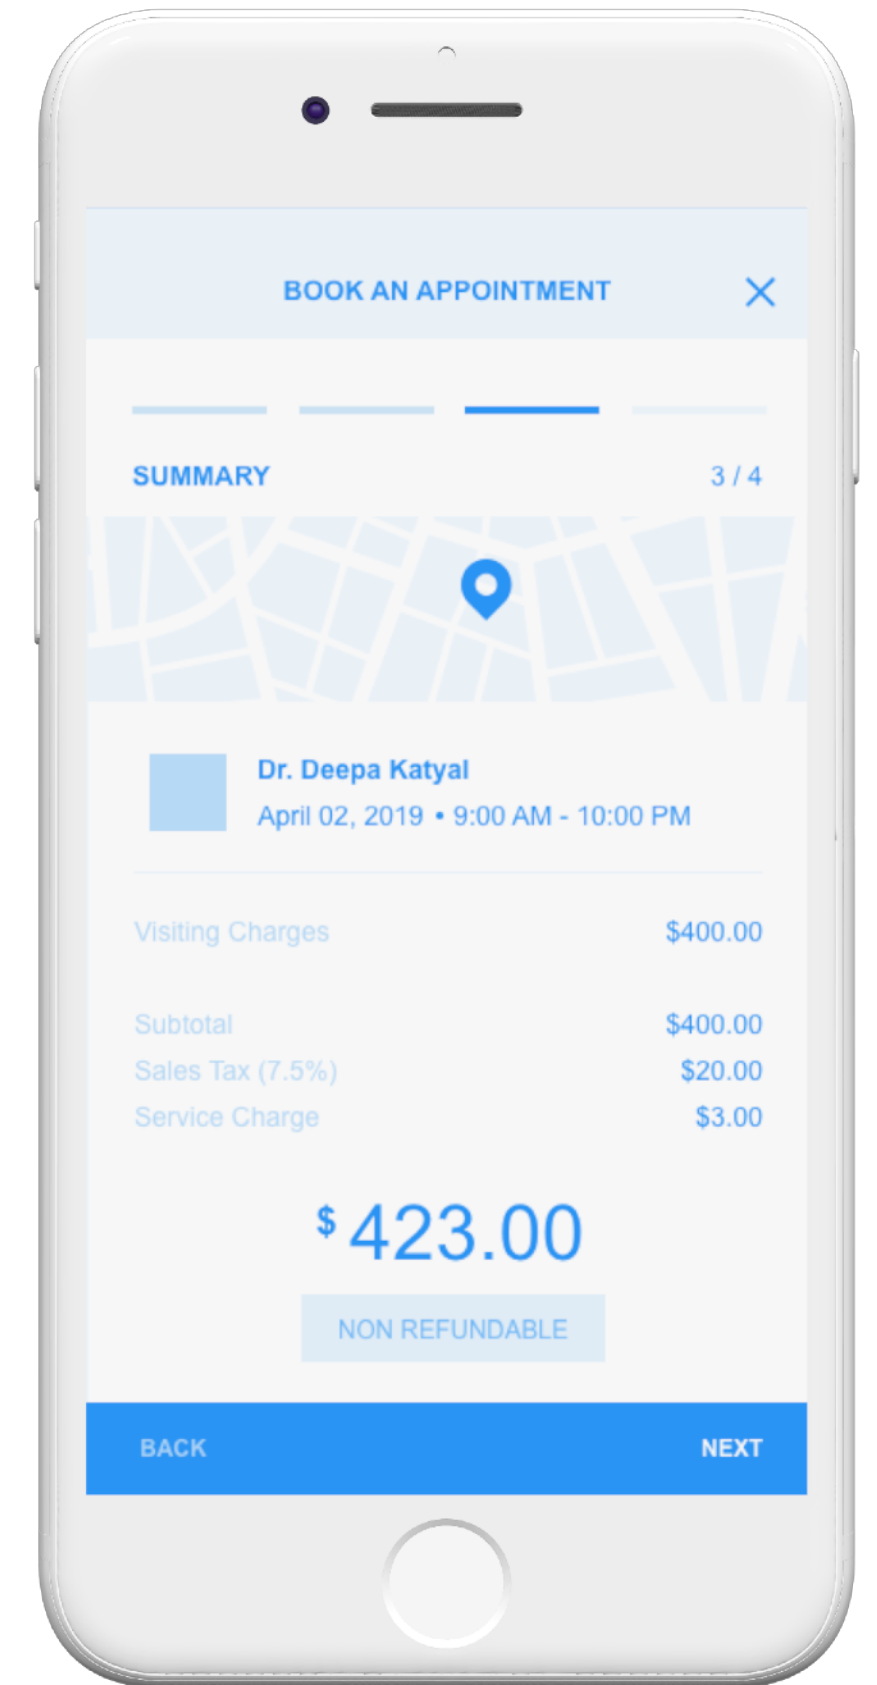 BOOK AN APPOINTMENT
SUMMARY 3 / 4
Dr. Deepa Katyal
April 02, 2019 • 9:00 AM - 10:00 PM
Visiting Charges $400.00
Subtotal $400.00
Sales Tax (7.5%) $20.00
Service Charge $3.00
$ 423.00
NON REFUNDABLE
BACK NEXT